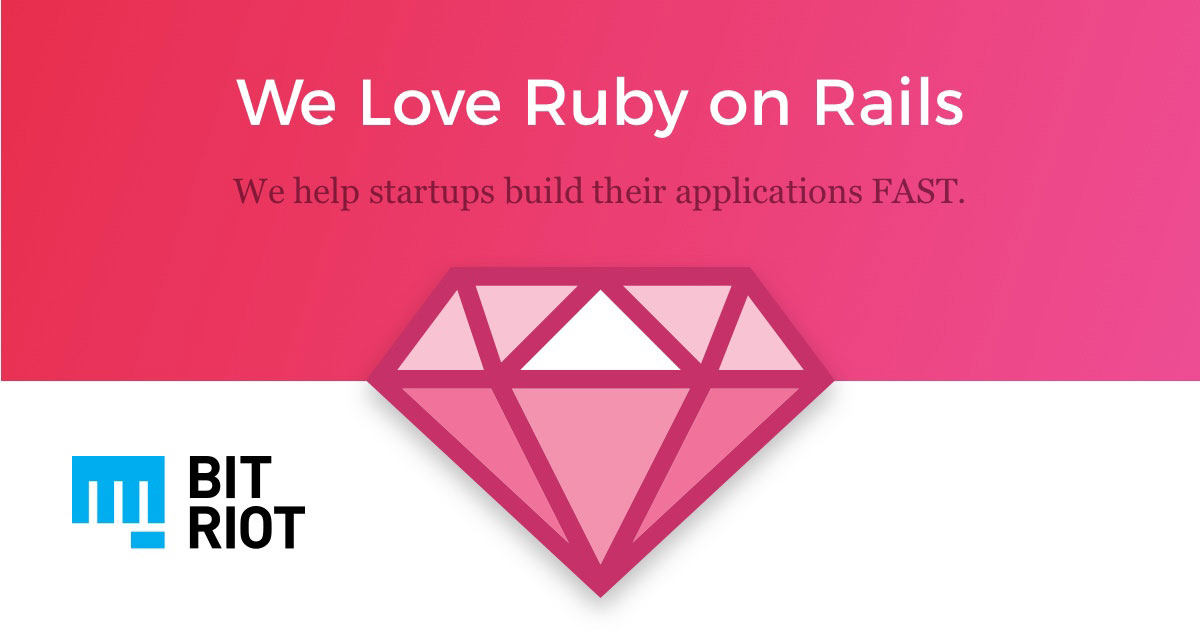 We Love Ruby on Rails
We help startups build their applications FAST.
BIT
RIOT